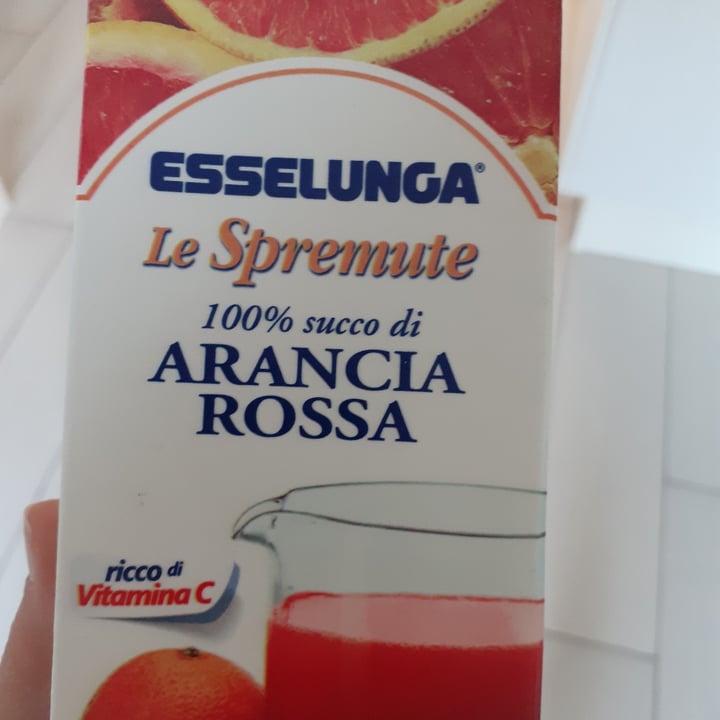 ESSELUNGA®
Le Spremute
100% succo di
ARANCIA
ROSSA
ricco di
Vitamina C